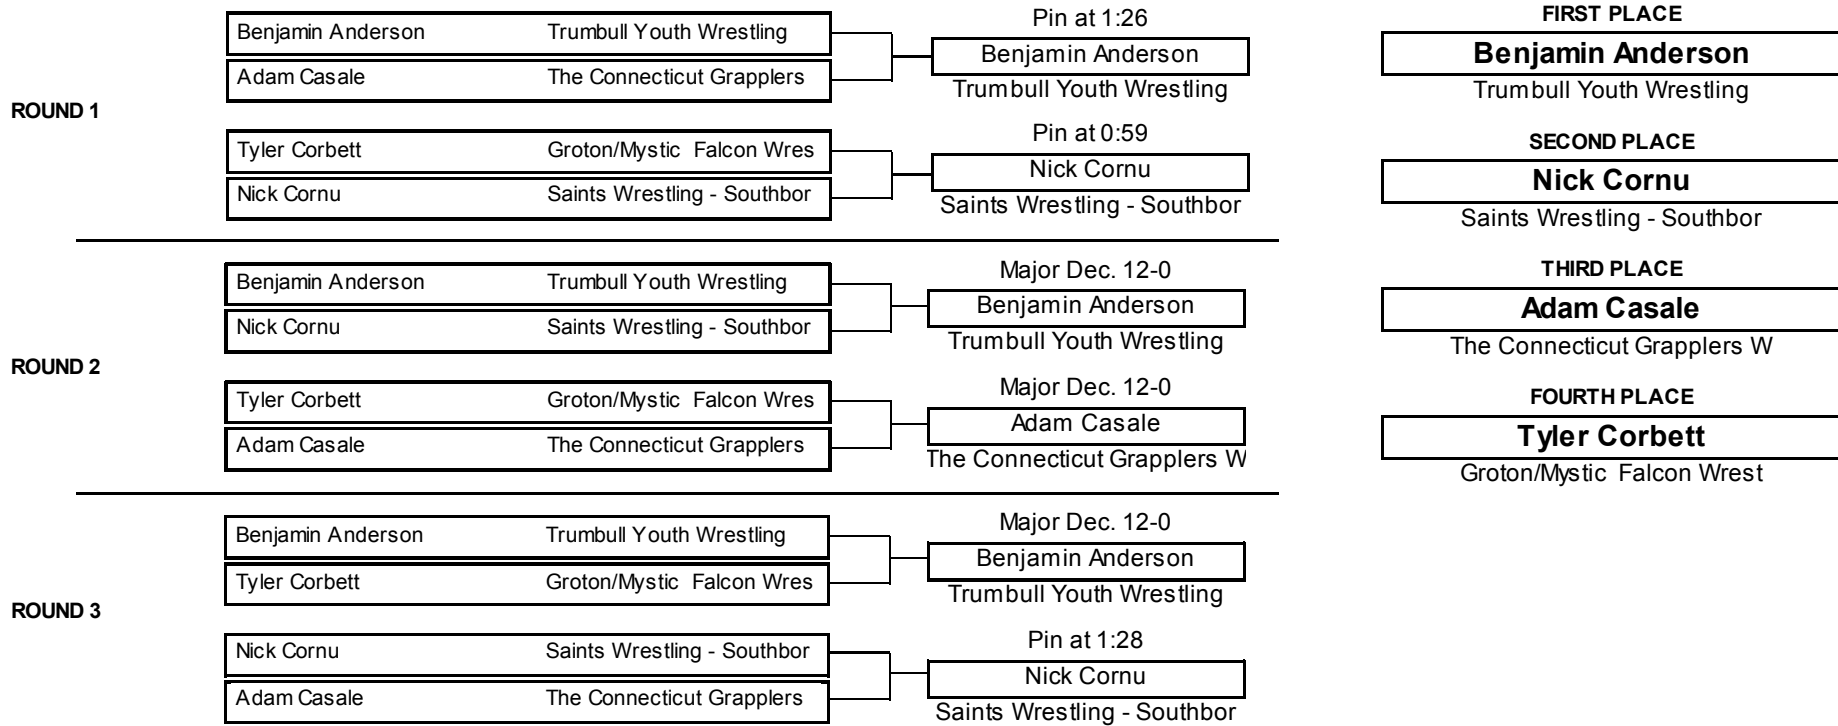 Pin at 1:26
Benjamin Anderson Trumbull Youth Wrestling
Benjamin Anderson
Adam Casale The Connecticut Grapplers
Trumbull Youth Wrestling
ROUND 1
Pin at 0:59
Tyler Corbett Groton/Mystic Falcon Wres
Nick Cornu
Nick Cornu Saints Wrestling - Southbor
Saints Wrestling - Southbor
Major Dec. 12-0
Benjamin Anderson Trumbull Youth Wrestling
Benjamin Anderson
Nick Cornu Saints Wrestling - Southbor
Trumbull Youth Wrestling
ROUND 2
Major Dec. 12-0
Tyler Corbett Groton/Mystic Falcon Wres
Adam Casale
Adam Casale The Connecticut Grapplers
The Connecticut Grapplers W
Major Dec. 12-0
Benjamin Anderson Trumbull Youth Wrestling
Benjamin Anderson
Tyler Corbett Groton/Mystic Falcon Wres
Trumbull Youth Wrestling
ROUND 3
Pin at 1:28
Nick Cornu Saints Wrestling - Southbor
Nick Cornu
Adam Casale The Connecticut Grapplers
Saints Wrestling - Southbor
FIRST PLACE
Benjamin Anderson
Trumbull Youth Wrestling
SECOND PLACE
Nick Cornu
Saints Wrestling - Southbor
THIRD PLACE
Adam Casale
The Connecticut Grapplers W
FOURTH PLACE
Tyler Corbett
Groton/Mystic Falcon Wrest